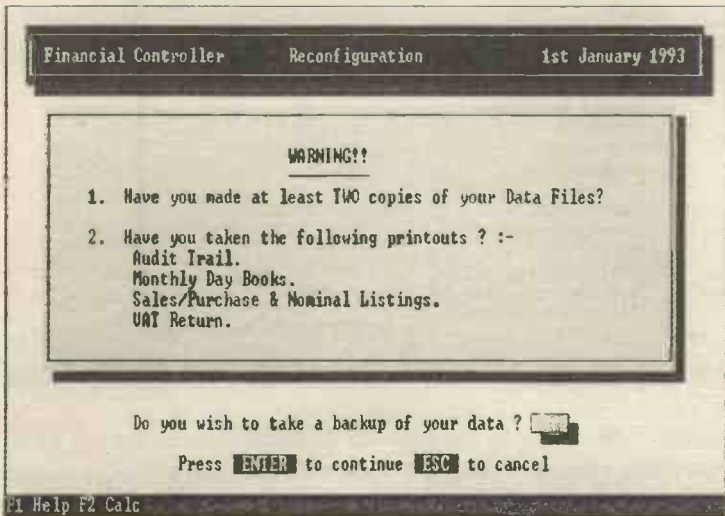 Financial Controller Reconfiguration 1st January 1993
WARNING!!
1. Have you made at least TWO copies of your Data Files?
2. Have you taken the following printouts ? :-
Audit Trail.
Monthly Day Books.
Sales/Purchase & Nominal Listings.
VAT Return.
Do you wish to take a backup of your data ?
Press ENTER to continue ESC to cancel
F1 Help F2 Calc